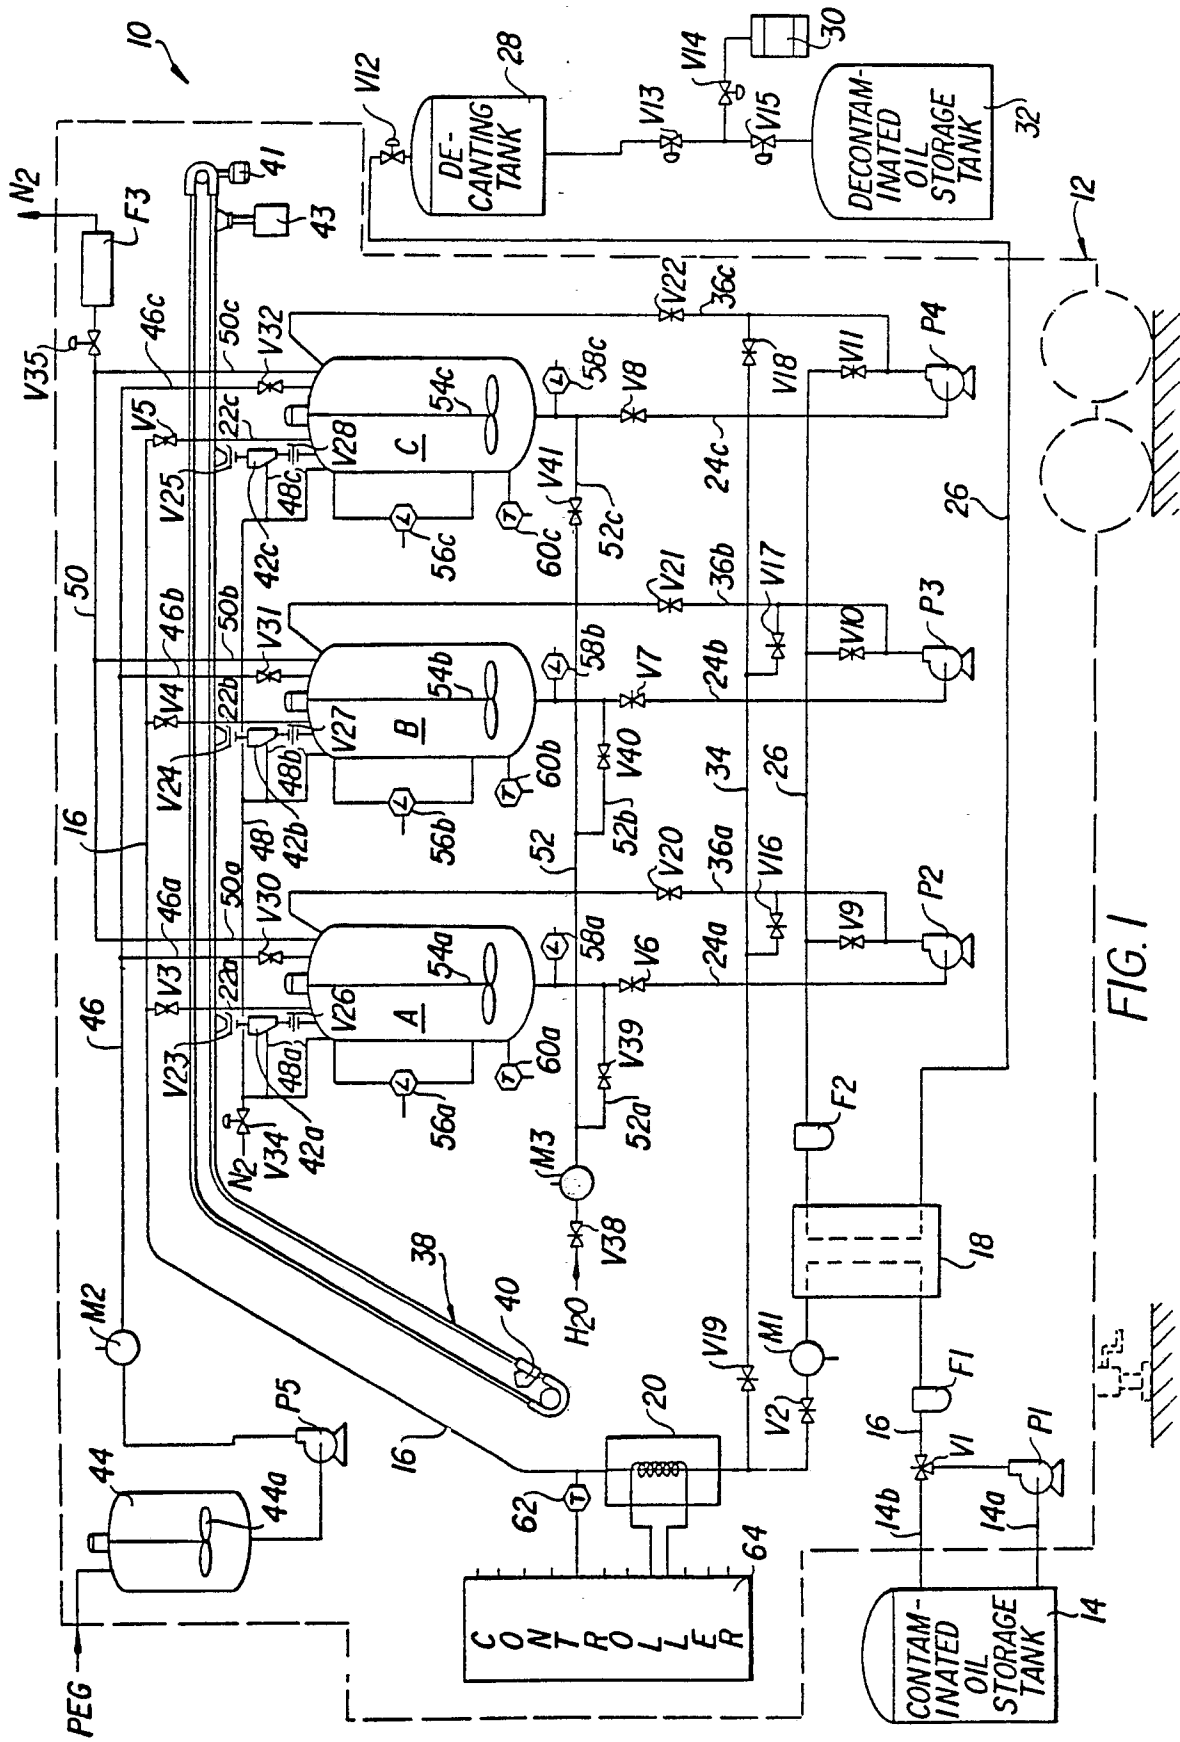 10
N2
F3
V35
46c
50c
V5
22c
V32
V25
42c
48c
V28
C
54c
56c
60c
58c
V8
V41
52c
24c
V22
36c
V18
V11
P4
41
43
V12
28
DE-
CANTING
TANK
V13
V14
V15
30
DECONTAM-
INATED
OIL
STORAGE
TANK
32
12
26
50
46b
50b
V4
22b
V31
V24
42b
48b
V27
B
54b
56b
60b
58b
V7
V40
52b
24b
V21
36b
V17
V10
P3
34
26
16
46a
50a
V3
22a
V30
V23
42a
48
48a
V26
A
54a
56a
60a
58a
V6
V39
52
52a
24a
V20
36a
V16
V9
P2
46
N2
V34
M3
V38
H2O
F2
18
M2
38
40
V19
M1
V2
F1
16
V1
P1
14b
14a
P5
44
44a
16
20
62
T
L
L
L
L
L
L
T
T
T
64
CONTROLLER
PEG
CONTAM-
INATED
OIL
STORAGE
TANK
14
FIG. 1